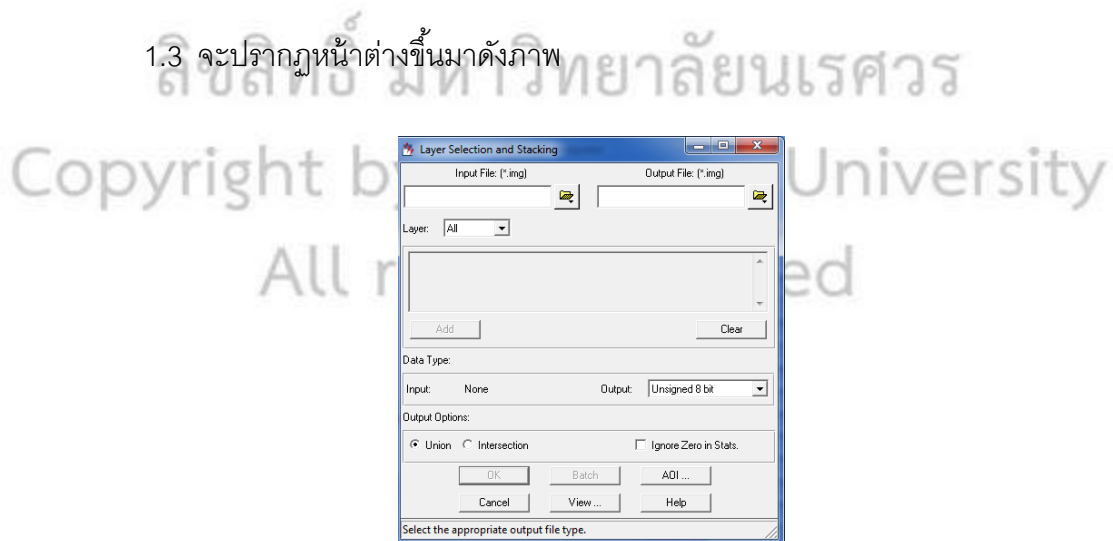 1.3 จะปรากฏหน้าต่างขึ้นมาดังภาพ
ลิขสิทธิ์ มหาวิทยาลัยนเรศวร
Layer Selection and Stacking
Input File: (*.img) Output File: (*.img)
Copyright b University
Layer: All
All r ed
Add Clear
Data Type:
Input: None Output: Unsigned 8 bit
Output Options:
Union Intersection Ignore Zero in Stats.
OK Batch AOI ...
Cancel View ... Help
Select the appropriate output file type.